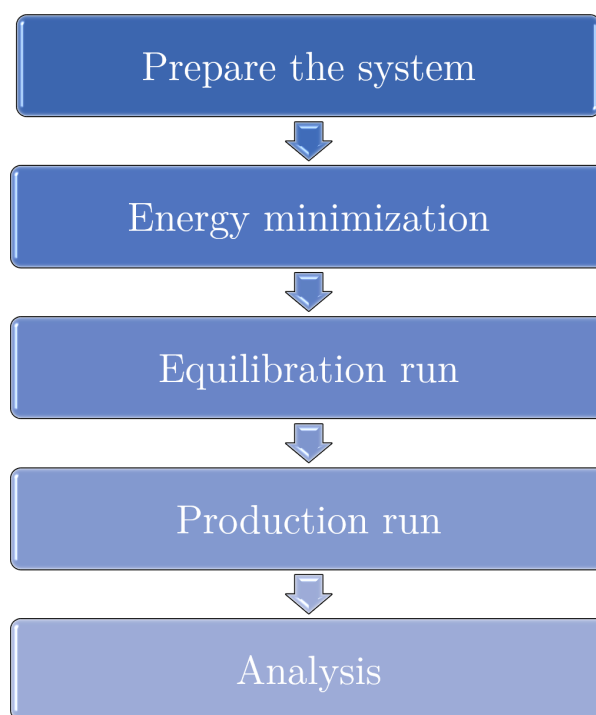 Prepare the system
Energy minimization
Equilibration run
Production run
Analysis